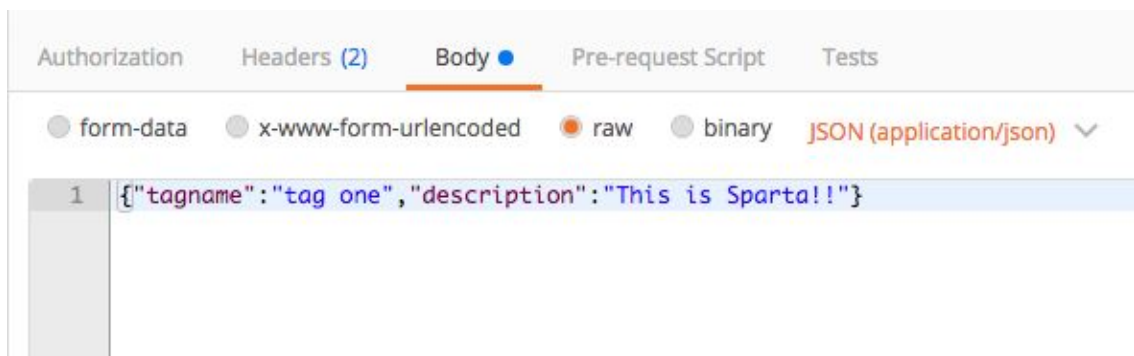 Authorization Headers (2) Body Pre-request Script Tests
form-data x-www-form-urlencoded raw binary JSON (application/json)
1 {"tagname":"tag one","description":"This is Sparta!!"}